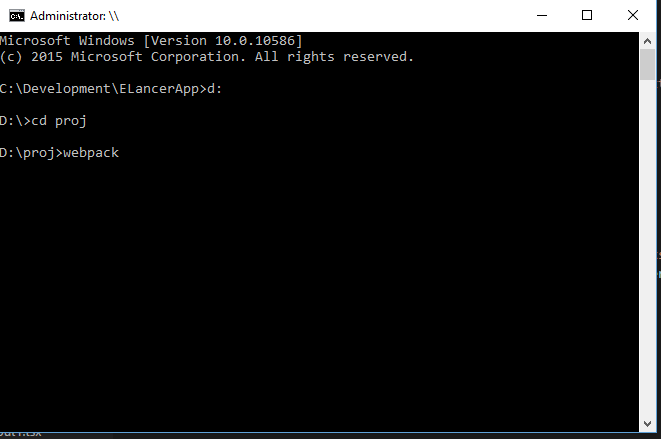 Administrator: \\
Microsoft Windows [Version 10.0.10586]
(c) 2015 Microsoft Corporation. All rights reserved.
C:\Development\ELancerApp>d:
D:\>cd proj
D:\proj>webpack